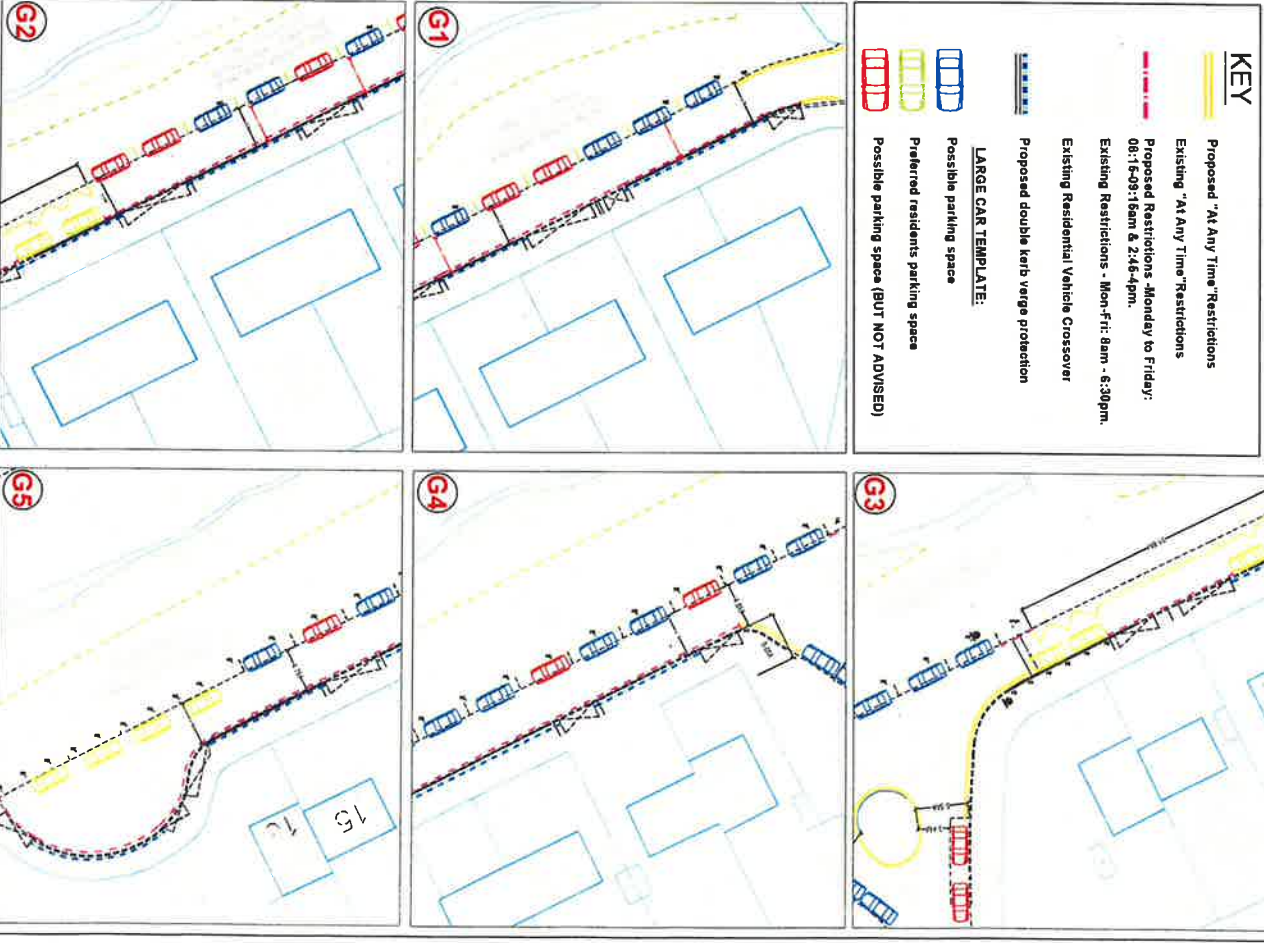 KEY
Proposed "At Any Time"Restrictions
Existing "At Any Time"Restrictions
Proposed Restrictions -Monday to Friday:
08:15-09:15am & 2:45-4pm.
Existing Restrictions - Mon-Fri: 8am - 6:30pm.
Existing Residential Vehicle Crossover
Proposed double kerb verge protection
LARGE CAR TEMPLATE:
Possible parking space
Preferred residents parking space
Possible parking space (BUT NOT ADVISED)
G1
G2
G3
G4
G5
15